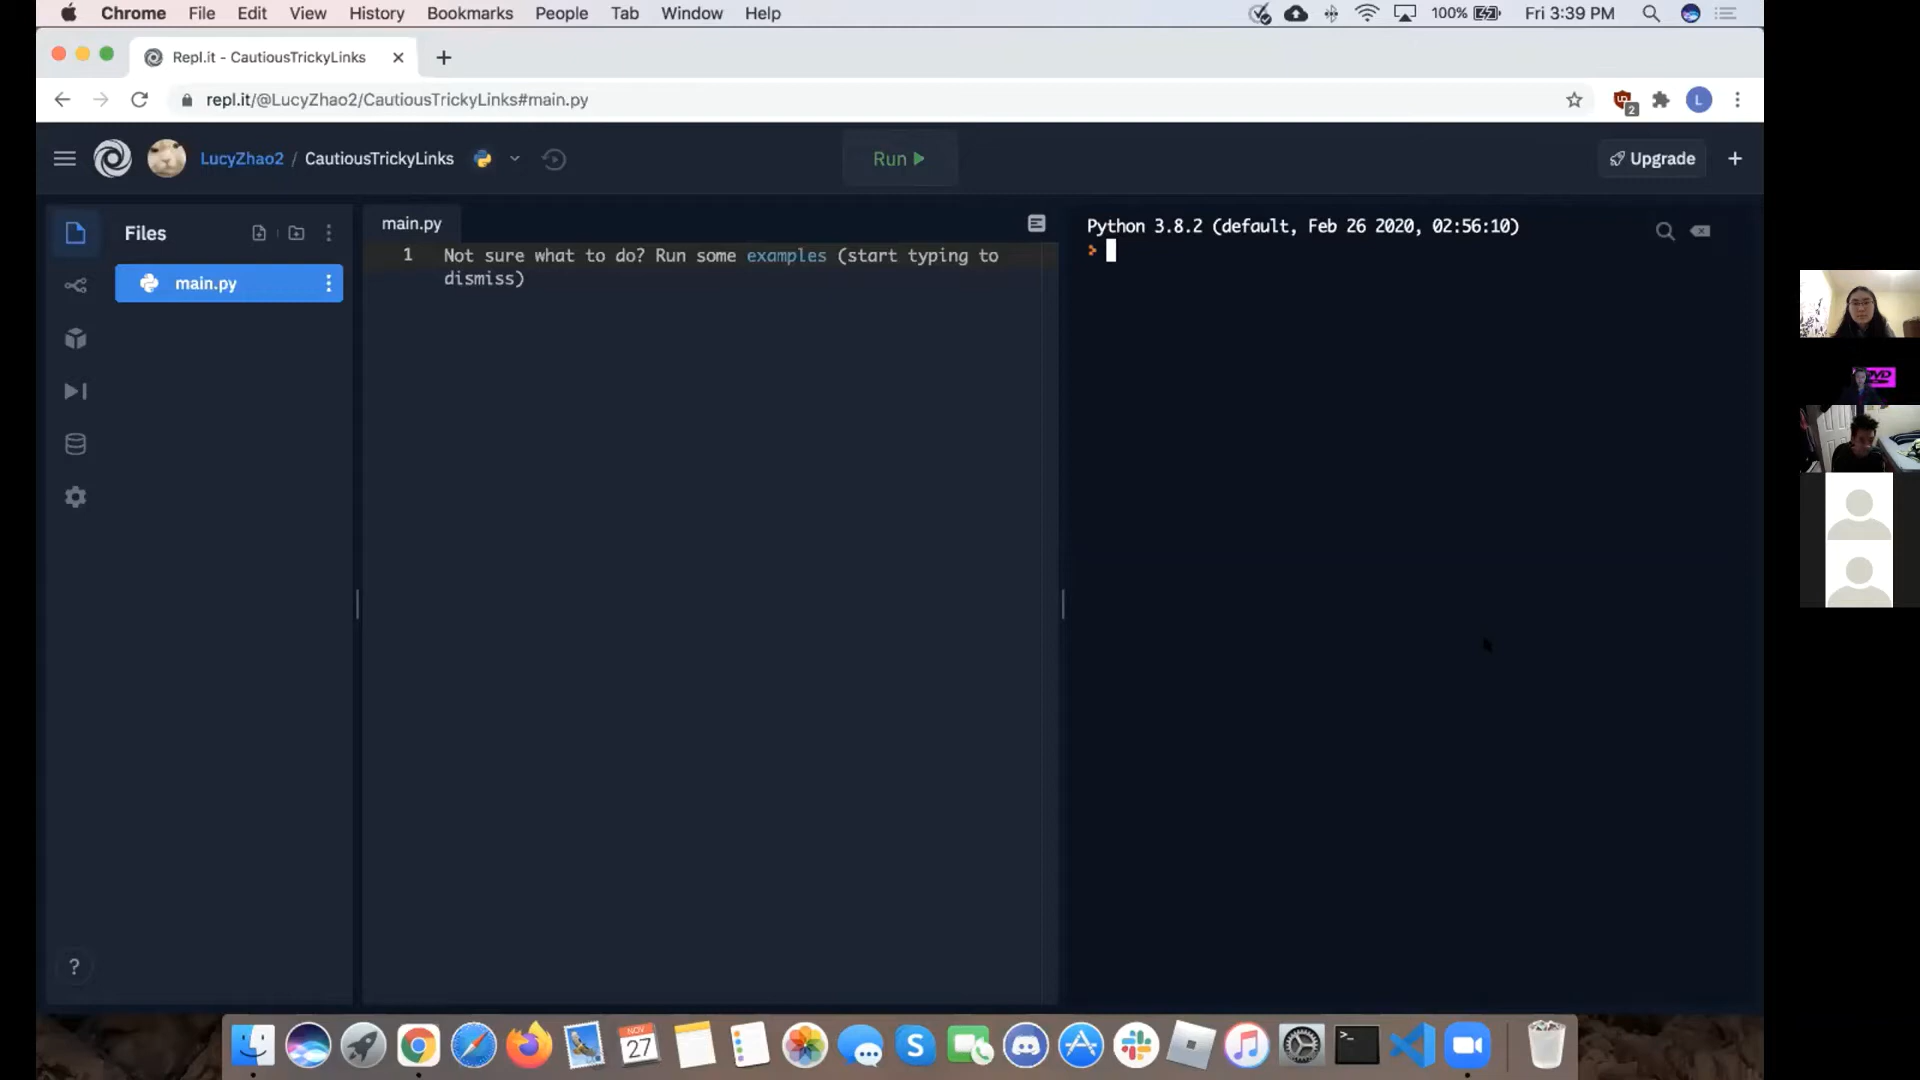 Chrome File Edit View History Bookmarks People Tab Window Help 100% Fri 3:39 PM
Repl.it - CautiousTrickyLinks
repl.it/@LucyZhao2/CautiousTrickyLinks#main.py
2
L
LucyZhao2 / CautiousTrickyLinks
Run
Upgrade
Files
main.py
main.py
1 Not sure what to do? Run some examples (start typing to
dismiss)
Python 3.8.2 (default, Feb 26 2020, 02:56:10)
>
?
NOV
27
S
>_